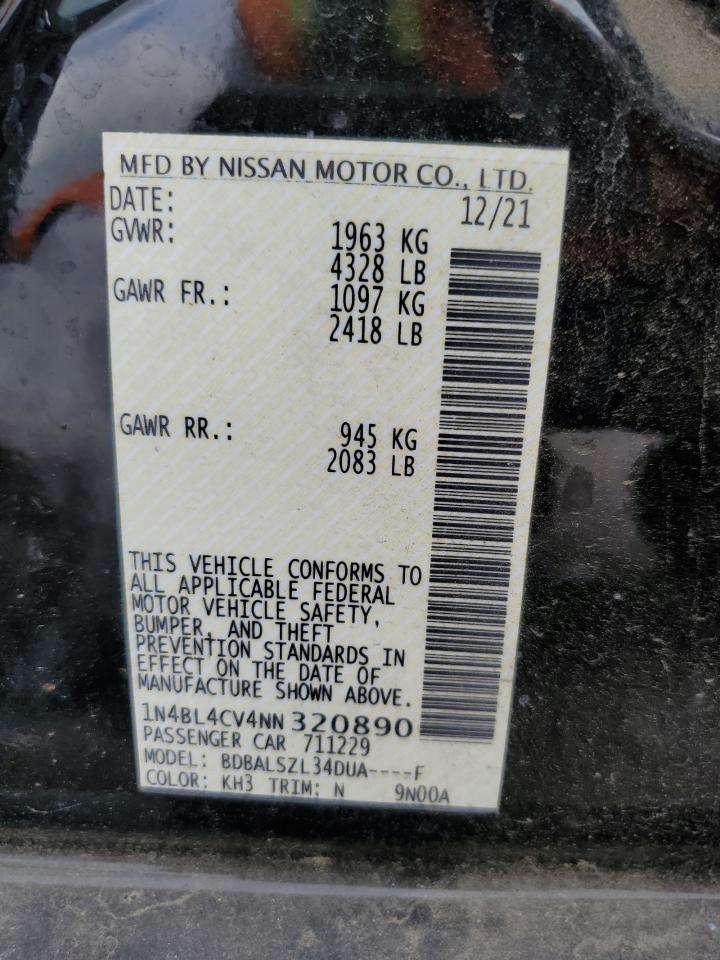 MFD BY NISSAN MOTOR CO., LTD.
DATE: 12/21
GVWR: 1963 KG
4328 LB
GAWR FR.: 1097 KG
2418 LB
GAWR RR.: 945 KG
2083 LB
THIS VEHICLE CONFORMS TO
ALL APPLICABLE FEDERAL
MOTOR VEHICLE SAFETY,
BUMPER, AND THEFT
PREVENTION STANDARDS IN
EFFECT ON THE DATE OF
MANUFACTURE SHOWN ABOVE.
1N4BL4CV4NN 320890
PASSENGER CAR 711229
MODEL: BDBALSZL34DUA----F
COLOR: KH3 TRIM: N 9N00A